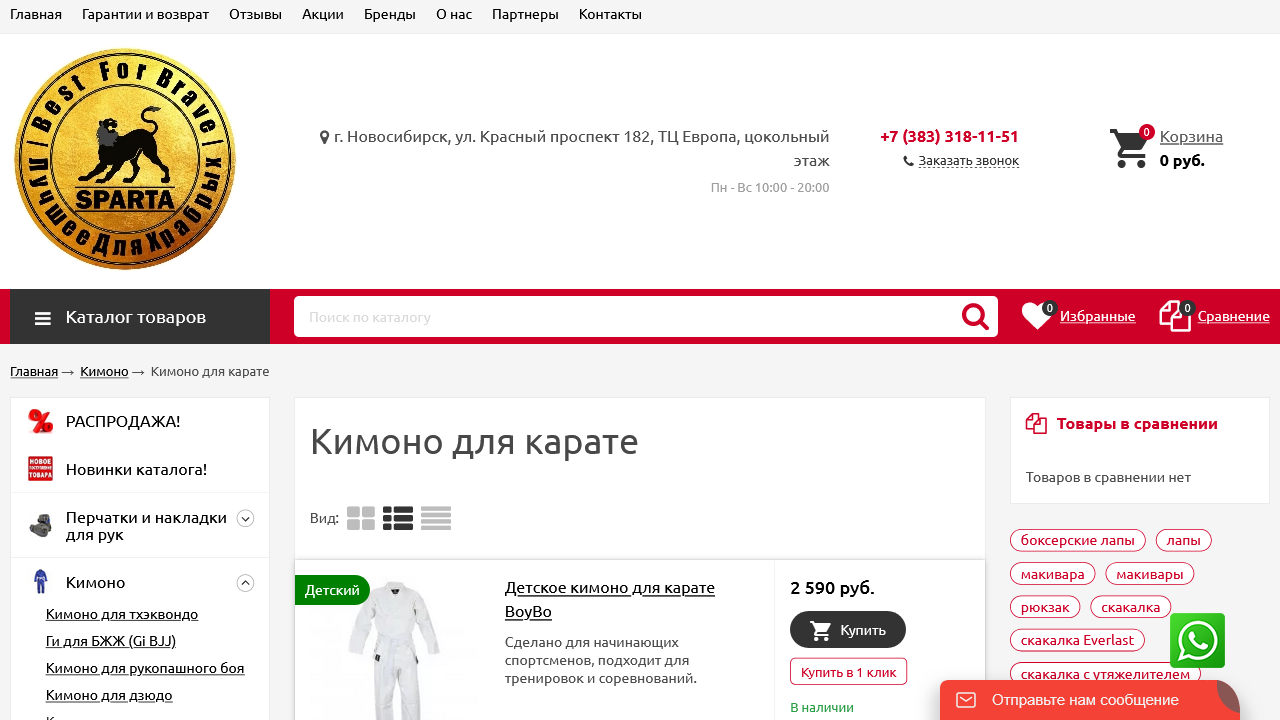 Главная Гарантии и возврат Отзывы Акции Бренды О нас Партнеры Контакты
| Best For Brave |
SPARTA
Лучшее Для Храбрых
г. Новосибирск, ул. Красный проспект 182, ТЦ Европа, цокольный
этаж
Пн - Вс 10:00 - 20:00
+7 (383) 318-11-51
Заказать звонок
0
Корзина
0 руб.
Каталог товаров
Поиск по каталогу
0
Избранные
0
Сравнение
Главная → Кимоно → Кимоно для карате
РАСПРОДАЖА!
НОВОЕ
ПОСТУПЛЕНИЕ
ТОВАРА
Новинки каталога!
Перчатки и накладки
для рук
Кимоно
Кимоно для тхэквондо
Ги для БЖЖ (Gi BJJ)
Кимоно для рукопашного боя
Кимоно для дзюдо
Кимоно для карате
Вид:
Детский
Детское кимоно для карате
BoyBo
Сделано для начинающих
спортсменов, подходит для
тренировок и соревнований.
2 590 руб.
Купить
Купить в 1 клик
В наличии
Товары в сравнении
Товаров в сравнении нет
боксерские лапы лапы
макивара макивары
рюкзак скакалка
скакалка Everlast
скакалка с утяжелителем
Отправьте нам сообщение